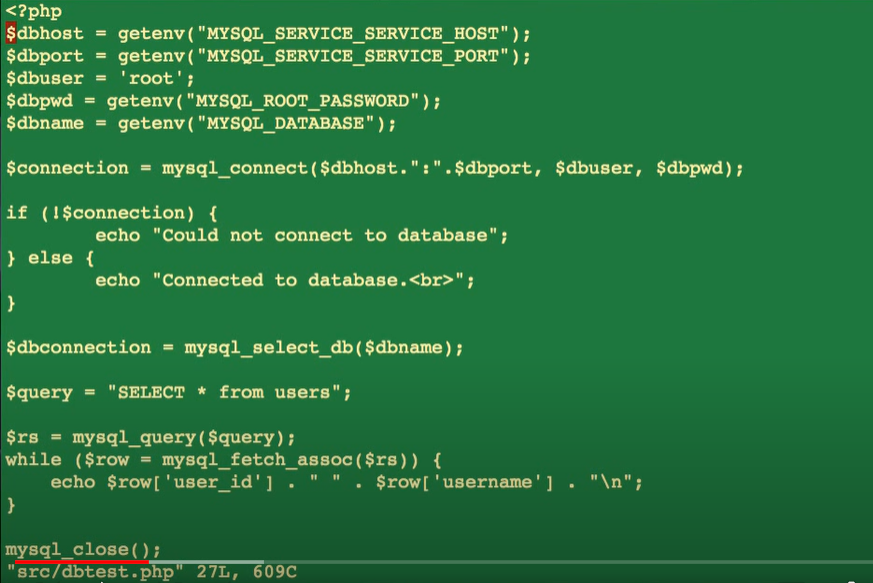 <?php
$dbhost = getenv("MYSQL_SERVICE_SERVICE_HOST");
$dbport = getenv("MYSQL_SERVICE_SERVICE_PORT");
$dbuser = 'root';
$dbpwd = getenv("MYSQL_ROOT_PASSWORD");
$dbname = getenv("MYSQL_DATABASE");

$connection = mysql_connect($dbhost.":".$dbport, $dbuser, $dbpwd);

if (!$connection) {
        echo "Could not connect to database";
} else {
        echo "Connected to database.<br>";
}

$dbconnection = mysql_select_db($dbname);

$query = "SELECT * from users";

$rs = mysql_query($query);
while ($row = mysql_fetch_assoc($rs)) {
    echo $row['user_id'] . " " . $row['username'] . "\n";
}

mysql_close();
"src/dbtest.php" 27L, 609C